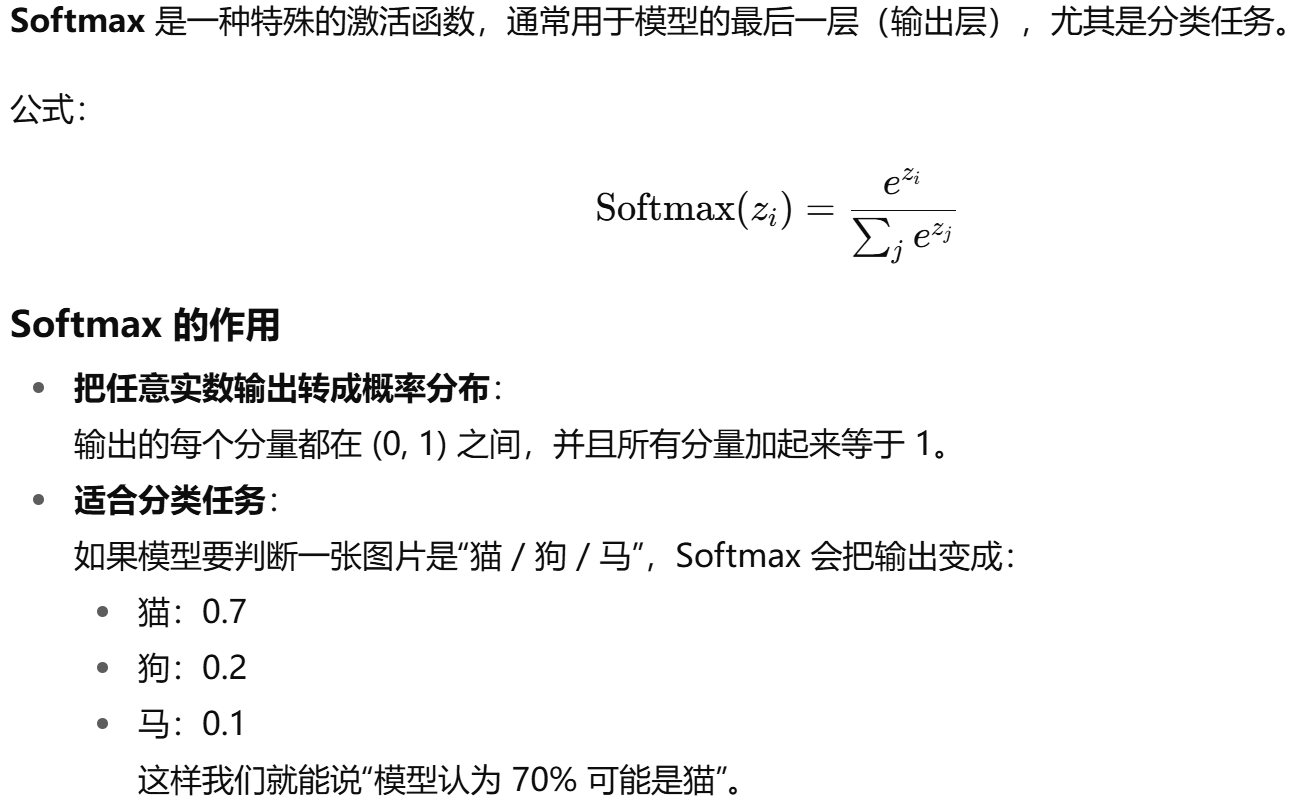 Softmax 是一种特殊的激活函数，通常用于模型的最后一层（输出层），尤其是分类任务。
公式：
Softmax(z_i) = \frac{e^{z_i}}{\sum_j e^{z_j}}
Softmax 的作用
• 把任意实数输出转成概率分布：
输出的每个分量都在 (0, 1) 之间，并且所有分量加起来等于 1。
• 适合分类任务：
如果模型要判断一张图片是“猫 / 狗 / 马”，Softmax 会把输出变成：
• 猫：0.7
• 狗：0.2
• 马：0.1
这样我们就能说“模型认为 70% 可能是猫”。